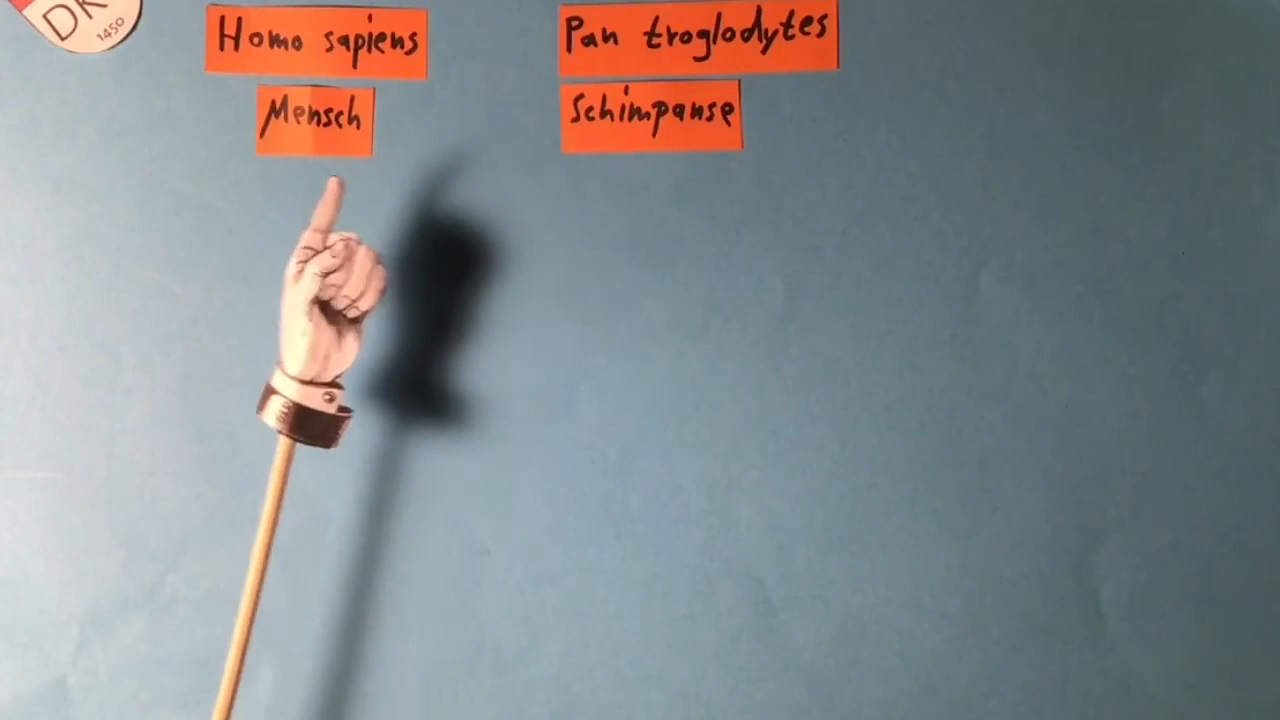 DK
1450
Homo sapiens
Mensch
Pan troglodytes
Schimpanse